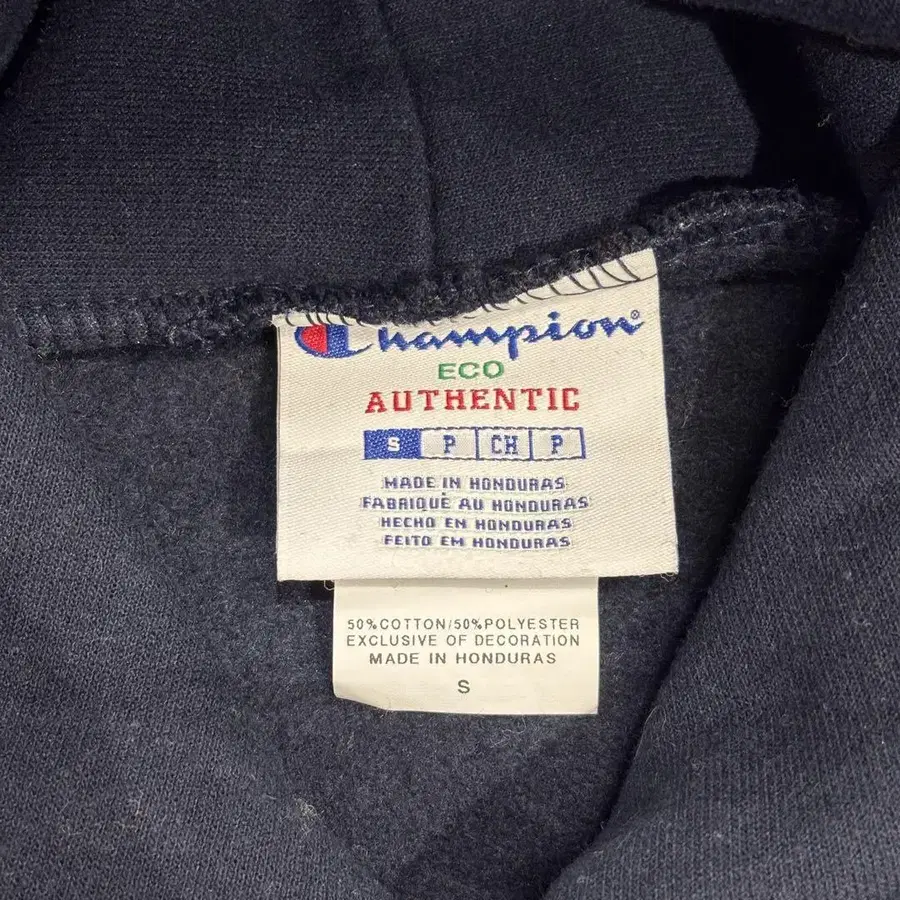 Champion®
ECO
AUTHENTIC
S P CH P
MADE IN HONDURAS
FABRIQUÉ AU HONDURAS
HECHO EN HONDURAS
FEITO EM HONDURAS
50%COTTON/50%POLYESTER
EXCLUSIVE OF DECORATION
MADE IN HONDURAS
S